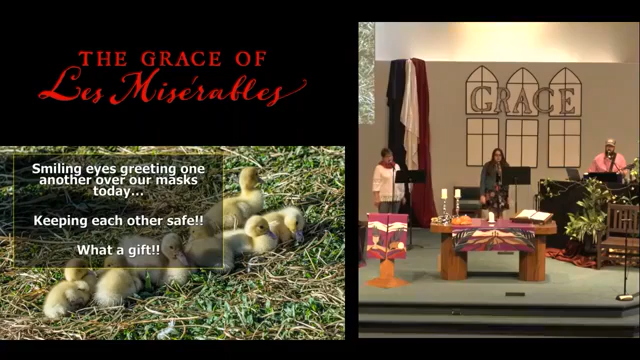 THE GRACE OF
Les Misérables
Smiling eyes greeting one
another over our masks
today...
Keeping each other safe!!
What a gift!!
GRACE